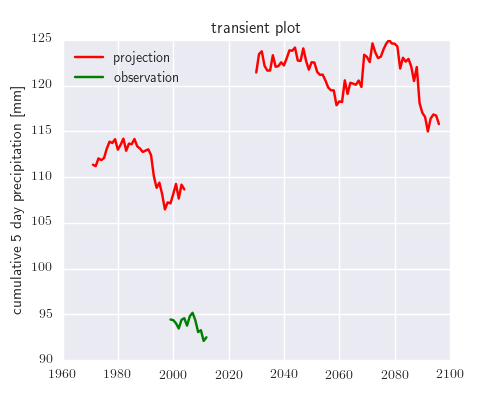 transient plot
cumulative 5 day precipitation [mm]
125
120
115
110
105
100
95
90
projection
observation
1960 1980 2000 2020 2040 2060 2080 2100